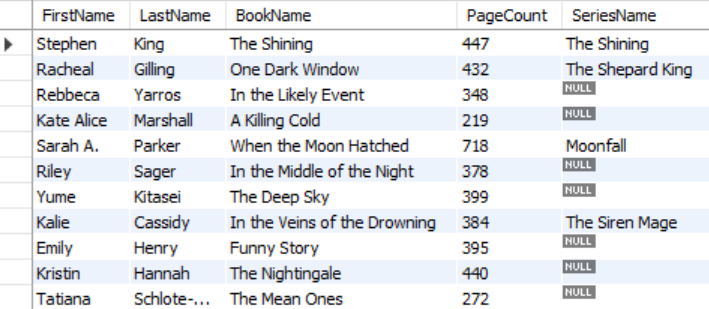 FirstName LastName BookName PageCount SeriesName
Stephen King The Shining 447 The Shining
Racheal Gilling One Dark Window 432 The Shepard King
Rebbeca Yarros In the Likely Event 348 NULL
Kate Alice Marshall A Killing Cold 219 NULL
Sarah A. Parker When the Moon Hatched 718 Moonfall
Riley Sager In the Middle of the Night 378 NULL
Yume Kitasei The Deep Sky 399 NULL
Kalie Cassidy In the Veins of the Drowning 384 The Siren Mage
Emily Henry Funny Story 395 NULL
Kristin Hannah The Nightingale 440 NULL
Tatiana Schlote-... The Mean Ones 272 NULL